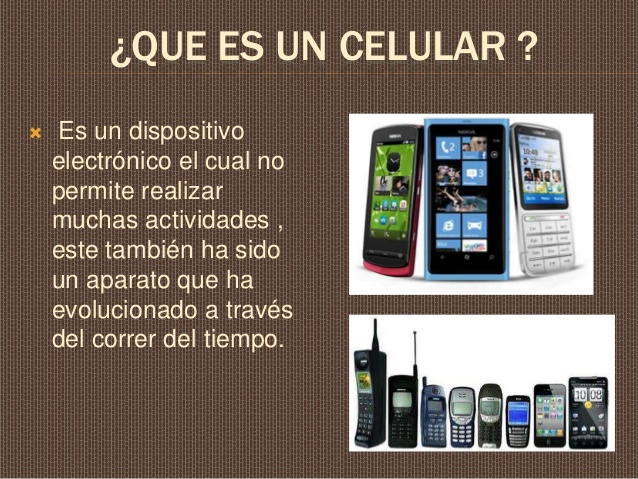 ¿QUE ES UN CELULAR ?
Es un dispositivo
electrónico el cual no
permite realizar
muchas actividades ,
este también ha sido
un aparato que ha
evolucionado a través
del correr del tiempo.